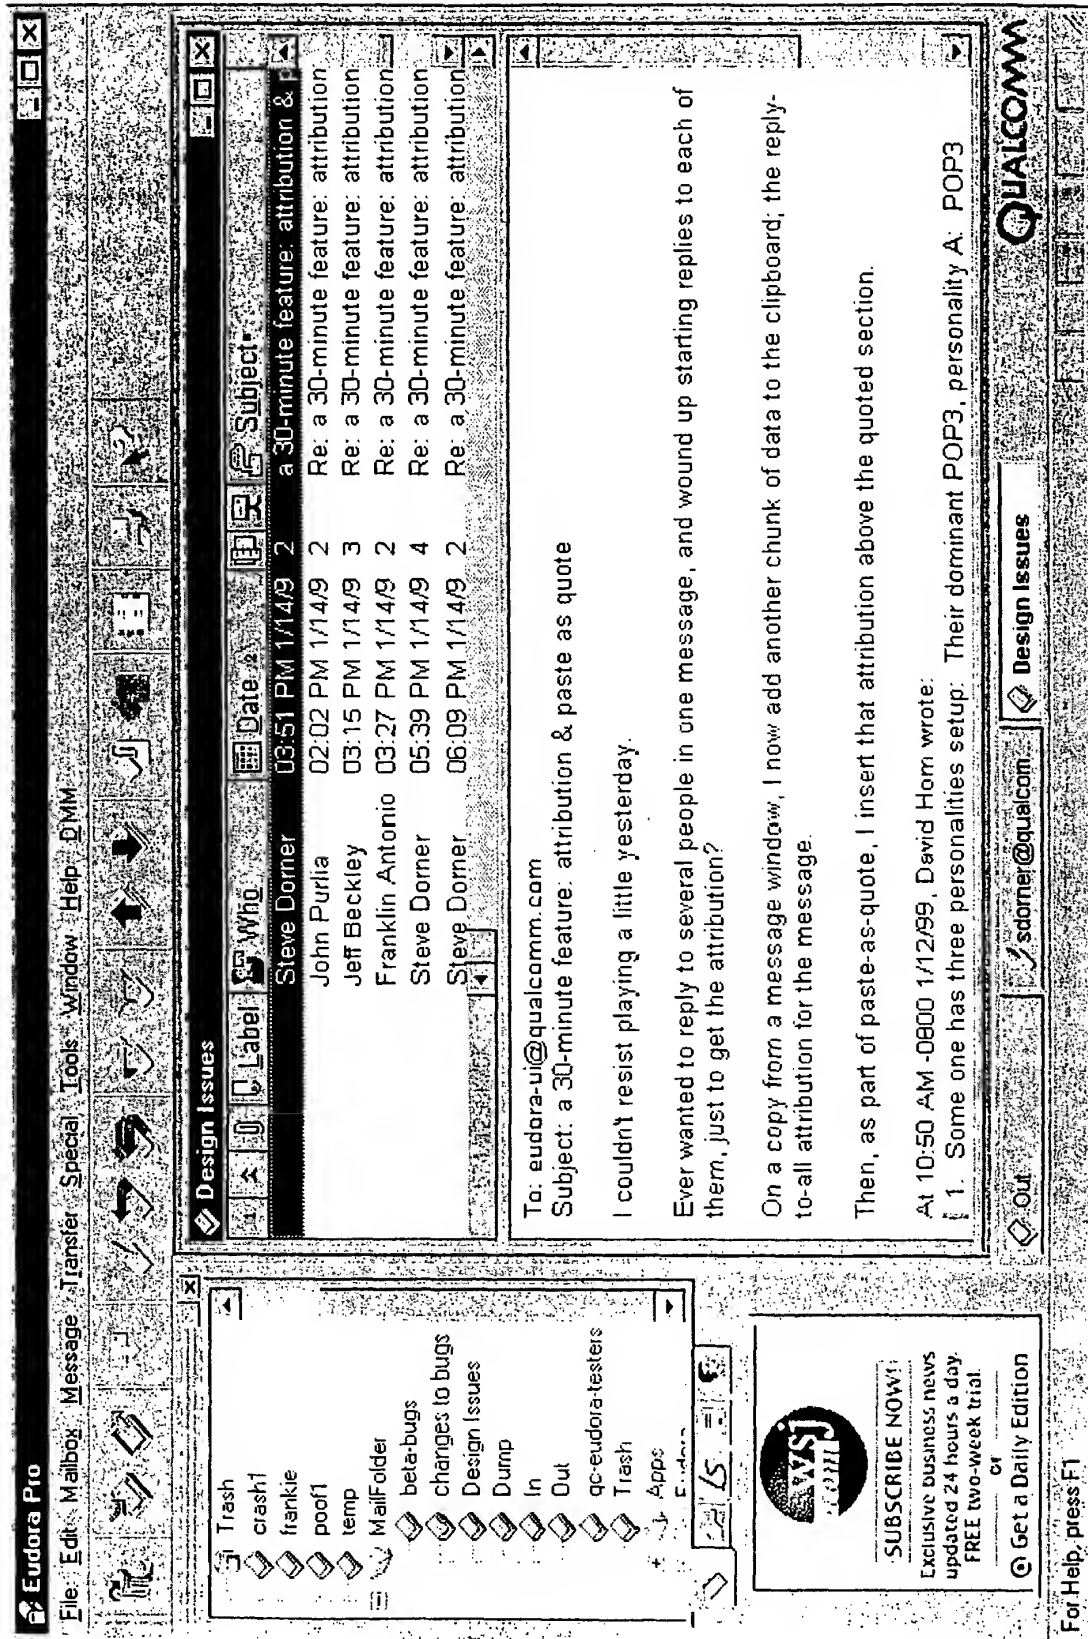 Eudora Pro
File Edit Mailbox Message Transfer Special Tools Window Help DMM
Trash
crash1
frankie
poof1
temp
MailFolder
beta-bugs
changes to bugs
Design Issues
Dump
In
Out
qc-eudora-testers
Trash
Apps
wsj
.com
SUBSCRIBE NOW!
Exclusive business news
updated 24 hours a day.
FREE two-week trial.
or
Get a Daily Edition
Design Issues
Label Who Date Subject
Steve Dorner 03:51 PM 1/14/9 2 a 30-minute feature: attribution &
John Purlia 02:02 PM 1/14/9 2 Re: a 30-minute feature: attribution
Jeff Beckley 03:15 PM 1/14/9 3 Re: a 30-minute feature: attribution
Franklin Antonio 03:27 PM 1/14/9 2 Re: a 30-minute feature: attribution
Steve Dorner 05:39 PM 1/14/9 4 Re: a 30-minute feature: attribution
Steve Dorner 06:09 PM 1/14/9 2 Re: a 30-minute feature: attribution
To: eudora-ui@qualcomm.com
Subject: a 30-minute feature: attribution & paste as quote
I couldn't resist playing a little yesterday.
Ever wanted to reply to several people in one message, and wound up starting replies to each of
them, just to get the attribution?
On a copy from a message window, I now add another chunk of data to the clipboard; the reply-
to-all attribution for the message.
Then, as part of paste-as-quote, I insert that attribution above the quoted section.
At 10:50 AM -0800 1/12/99, David Hom wrote:
1. Some one has three personalities setup: Their dominant POP3, personality A: POP3
Out sdorner@qualcom Design Issues QUALCOMM
For Help, press F1